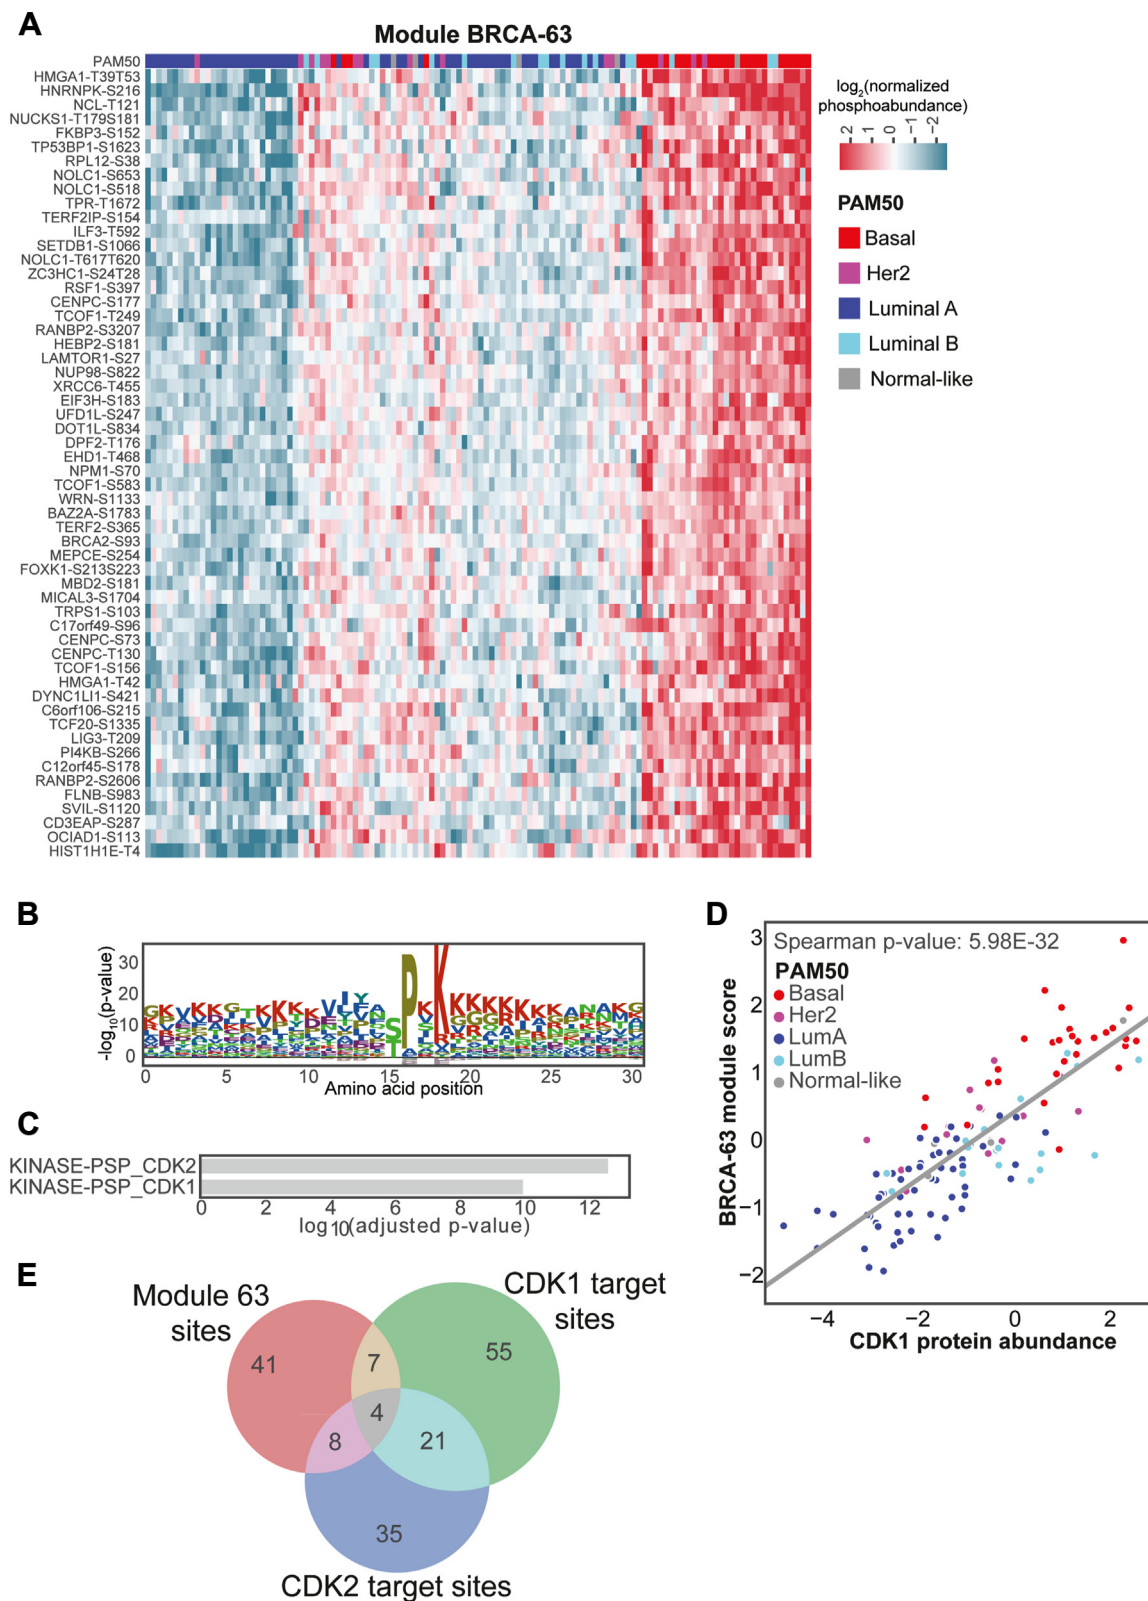 A
Module BRCA-63
PAM50
HMGA1-T39T53
HNRNPK-S216
NCL-T121
NUCKS1-T179S181
FKBP3-S152
TP53BP1-S1623
RPL12-S38
NOLC1-S653
NOLC1-S518
TPR-T1672
TERF2IP-S154
ILF3-T592
SETDB1-S1066
NOLC1-T617T620
ZC3HC1-S24T28
RSF1-S397
CENPC-S177
TCOF1-T249
RANBP2-S3207
HEBP2-S181
LAMTOR1-S27
NUP98-S822
XRCC6-T455
EIF3H-S183
UFD1L-S247
DOT1L-S834
DPF2-T176
EHD1-T468
NPM1-S70
TCOF1-S583
WRN-S1133
BAZ2A-S1783
TERF2-S365
BRCA2-S93
MEPCE-S254
FOXK1-S213S223
MBD2-S181
MICAL3-S1704
TRPS1-S103
C17orf49-S96
CENPC-S73
CENPC-T130
TCOF1-S156
HMGA1-T42
DYNC1LI1-S421
C6orf106-S215
TCF20-S1335
LIG3-T209
PI4KB-S266
C12orf45-S178
RANBP2-S2606
FLNB-S983
SVIL-S1120
CD3EAP-S287
OCIAD1-S113
HIST1H1E-T4
log2(normalized
phosphoabundance)
2 1 0 −1 −2
PAM50
Basal
Her2
Luminal A
Luminal B
Normal-like
B
-log10(p-value)
30
20
10
0
0 5 10 15 20 25 30
Amino acid position
C
KINASE-PSP_CDK2
KINASE-PSP_CDK1
0 2 4 6 8 10 12
log10(adjusted p-value)
D
BRCA-63 module score
3
2
1
0
−1
−2
Spearman p-value: 5.98E-32
PAM50
Basal
Her2
LumA
LumB
Normal-like
−4 −2 0 2
CDK1 protein abundance
E
Module 63
sites
CDK1 target
sites
41
7
55
4
8
21
35
CDK2 target sites